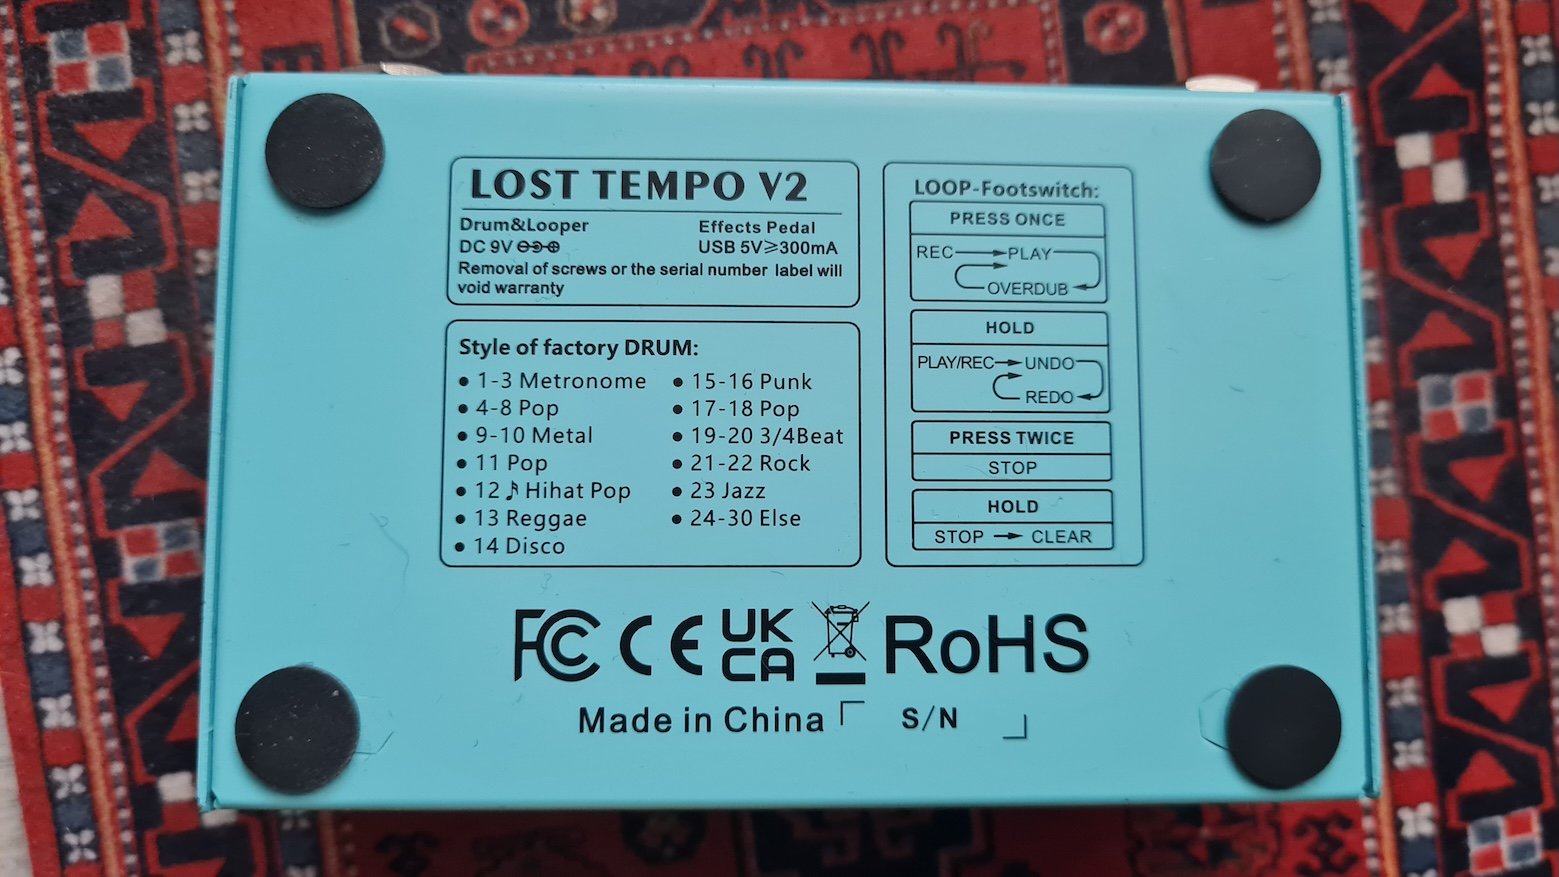 LOST TEMPO V2
Drum&Looper Effects Pedal
DC 9V USB 5V≥300mA
Removal of screws or the serial number label will
void warranty
Style of factory DRUM:
● 1-3 Metronome
● 4-8 Pop
● 9-10 Metal
● 11 Pop
● 12 ♪ Hihat Pop
● 13 Reggae
● 14 Disco
● 15-16 Punk
● 17-18 Pop
● 19-20 3/4Beat
● 21-22 Rock
● 23 Jazz
● 24-30 Else
LOOP-Footswitch:
PRESS ONCE
REC → PLAY
OVERDUB
HOLD
PLAY/REC → UNDO
REDO
PRESS TWICE
STOP
HOLD
STOP → CLEAR
FC CE UK CA RoHS
Made in China S/N